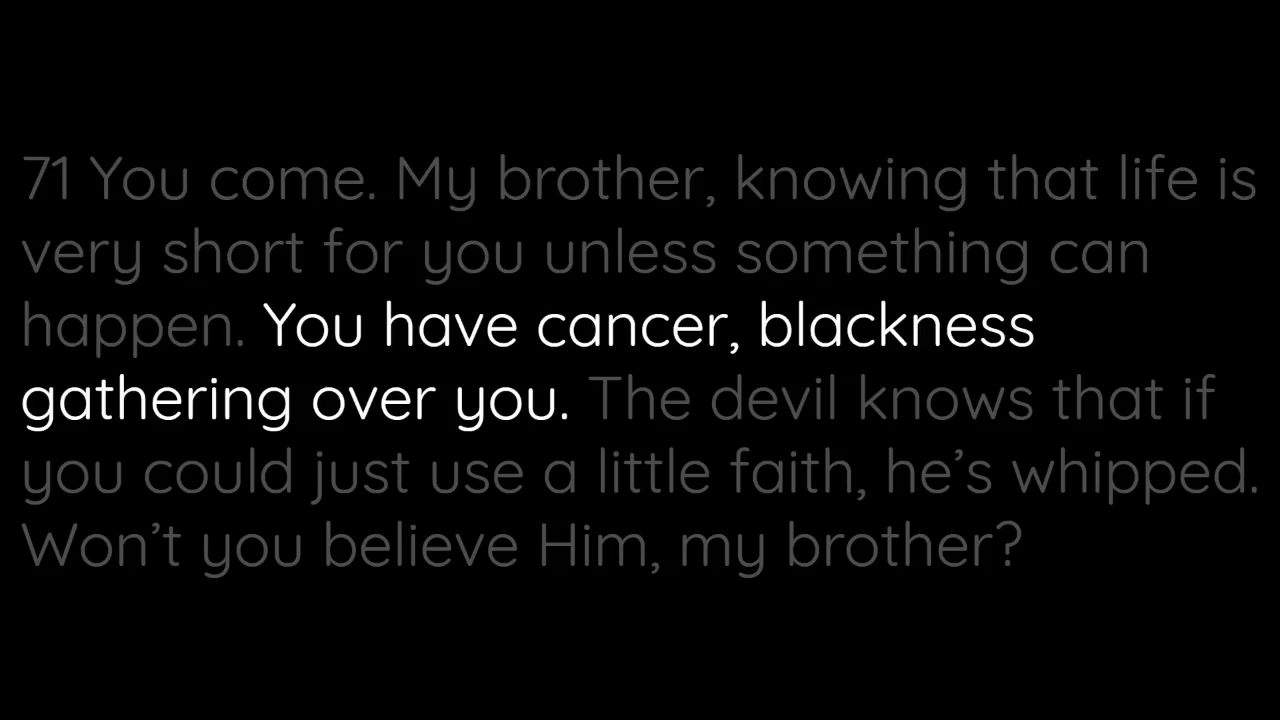 71 You come. My brother, knowing that life is
very short for you unless something can
happen. You have cancer, blackness
gathering over you. The devil knows that if
you could just use a little faith, he’s whipped.
Won’t you believe Him, my brother?